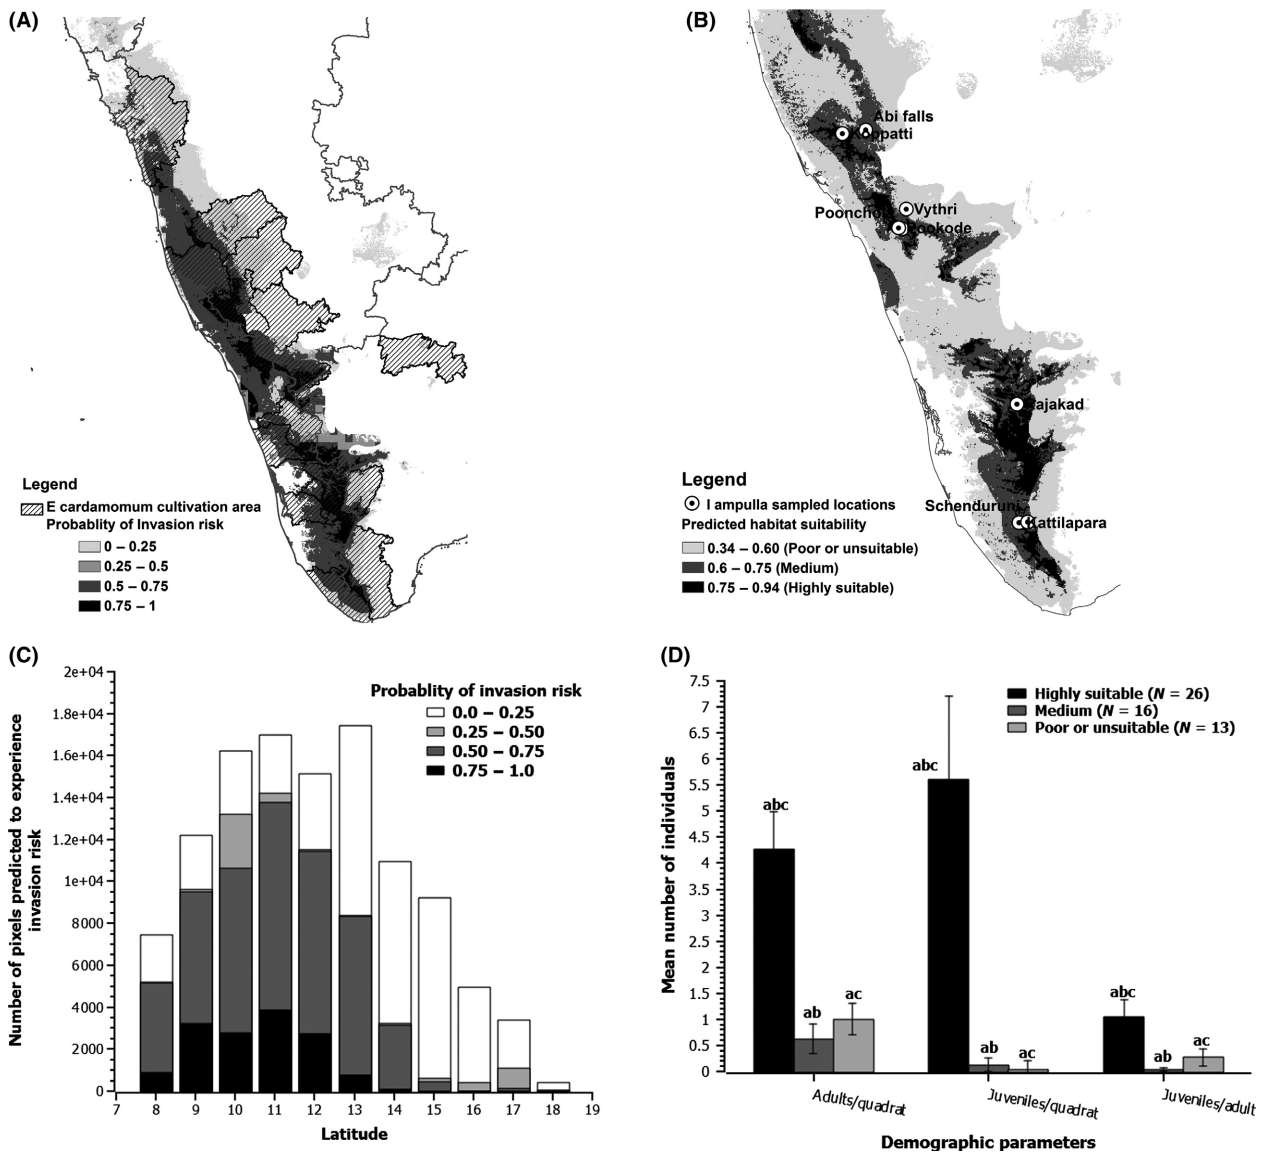 (A)
Legend
E cardamomum cultivation area
Probablity of Invasion risk
0 – 0.25
0.25 – 0.5
0.5 – 0.75
0.75 – 1
(B)
Abi falls
Vythri
Legend
I ampulla sampled locations
Predicted habitat suitability
0.34 – 0.60 (Poor or unsuitable)
0.6 – 0.75 (Medium)
0.75 – 0.94 (Highly suitable)
Kattilapara
(C)
Number of pixels predicted to experience
invasion risk
2e+04
1.8e+04
1.6e+04
1.4e+04
1.2e+04
1e+04
8000
6000
4000
2000
0
Probablity of invasion risk
0.0 – 0.25
0.25 – 0.50
0.50 – 0.75
0.75 – 1.0
7 8 9 10 11 12 13 14 15 16 17 18 19
Latitude
(D)
Mean number of individuals
7.5
7
6.5
6
5.5
5
4.5
4
3.5
3
2.5
2
1.5
1
0.5
0
Highly suitable (N = 26)
Medium (N = 16)
Poor or unsuitable (N = 13)
abc
ab
ac
abc
ab
ac
abc
ab
ac
Adults/quadrat
Juveniles/quadrat
Juveniles/adult
Demographic parameters